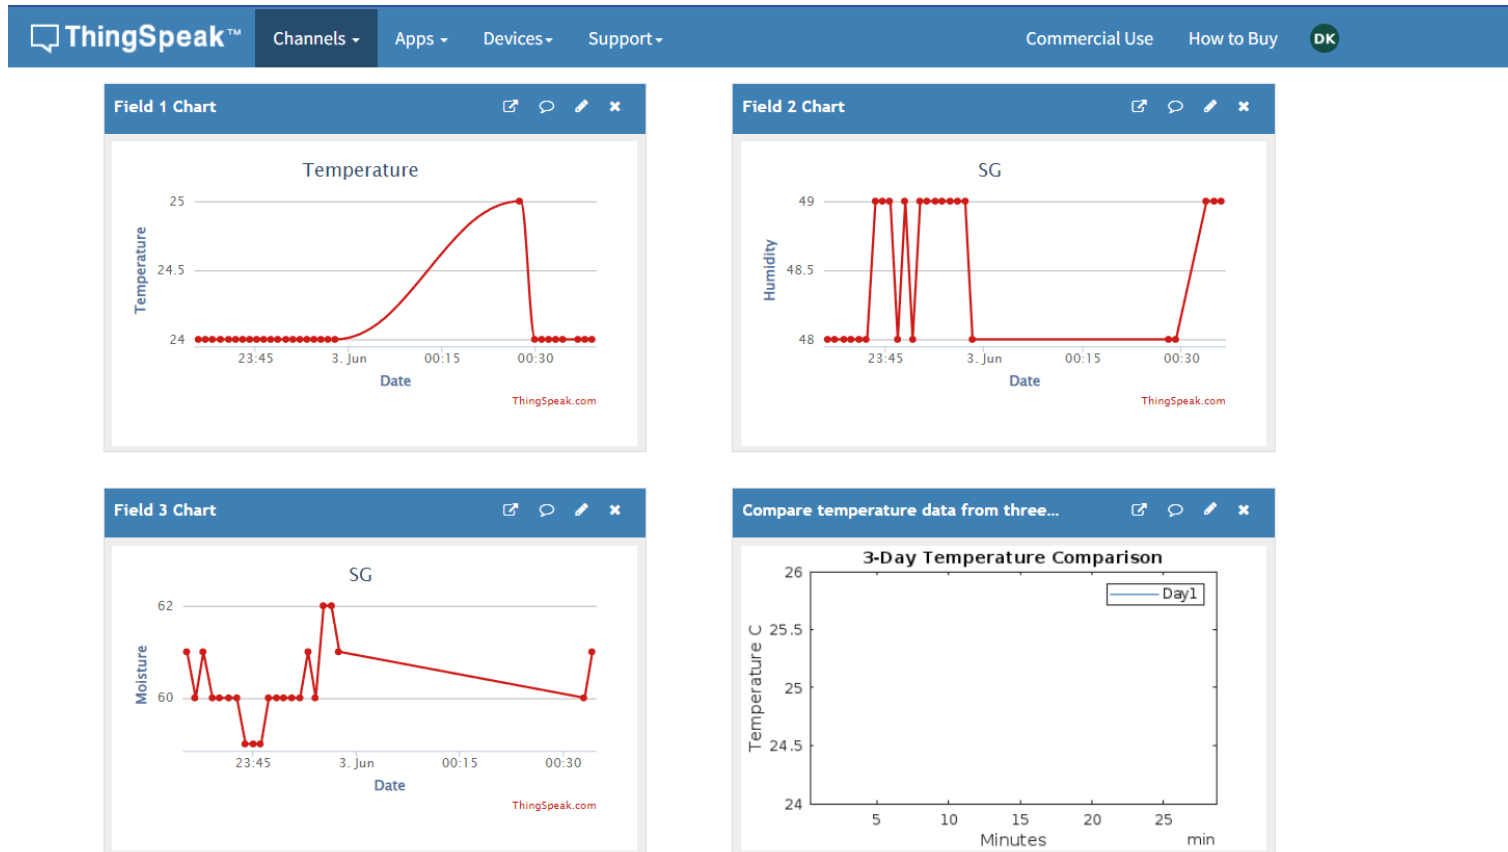 ThingSpeak™ Channels Apps Devices Support Commercial Use How to Buy DK
Field 1 Chart
Temperature
Temperature
25
24.5
24
23:45 3. Jun 00:15 00:30
Date
ThingSpeak.com
Field 2 Chart
SG
Humidity
49
48.5
48
23:45 3. Jun 00:15 00:30
Date
ThingSpeak.com
Field 3 Chart
SG
Moisture
62
60
23:45 3. Jun 00:15 00:30
Date
ThingSpeak.com
Compare temperature data from three...
3-Day Temperature Comparison
Day1
Temperature C
26
25.5
25
24.5
24
5 10 15 20 25
Minutes min